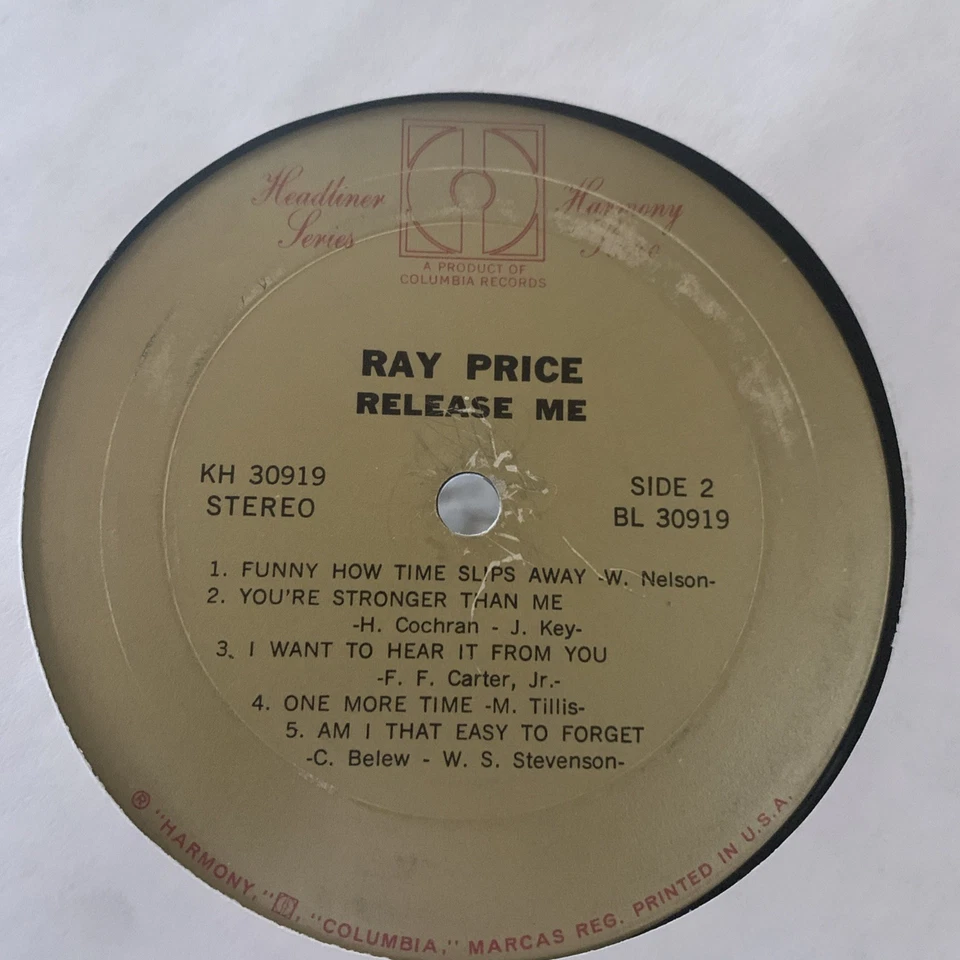 Headliner
Series
Harmony
A PRODUCT OF
COLUMBIA RECORDS
RAY PRICE
RELEASE ME
KH 30919
STEREO
SIDE 2
BL 30919
1. FUNNY HOW TIME SLIPS AWAY -W. Nelson-
2. YOU'RE STRONGER THAN ME
-H. Cochran - J. Key-
3. I WANT TO HEAR IT FROM YOU
-F. F. Carter, Jr.-
4. ONE MORE TIME -M. Tillis-
5. AM I THAT EASY TO FORGET
-C. Belew - W. S. Stevenson-
® "HARMONY," "COLUMBIA," MARCAS REG. PRINTED IN U.S.A.